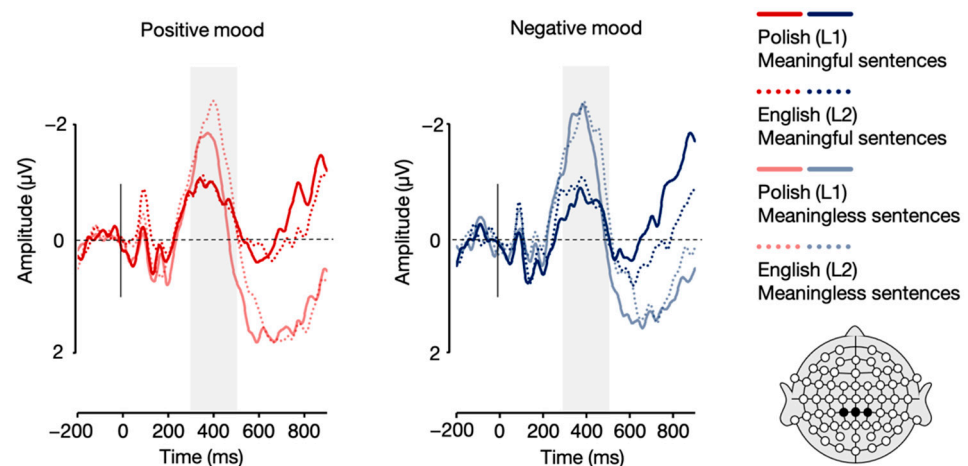 Positive mood
Negative mood
−2
0
2
Amplitude (µV)
−200
0
200
400
600
800
Time (ms)
−2
0
2
Amplitude (µV)
−200
0
200
400
600
800
Time (ms)
Polish (L1)
Meaningful sentences
English (L2)
Meaningful sentences
Polish (L1)
Meaningless sentences
English (L2)
Meaningless sentences